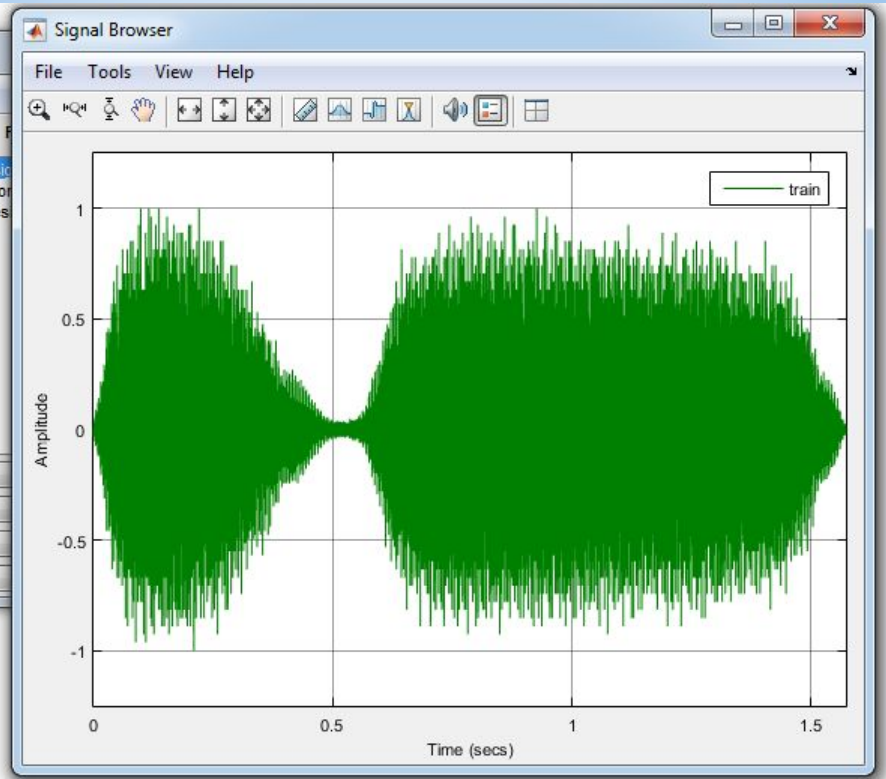 Signal Browser
File Tools View Help
train
1
0.5
0
-0.5
-1
Amplitude
0 0.5 1 1.5
Time (secs)